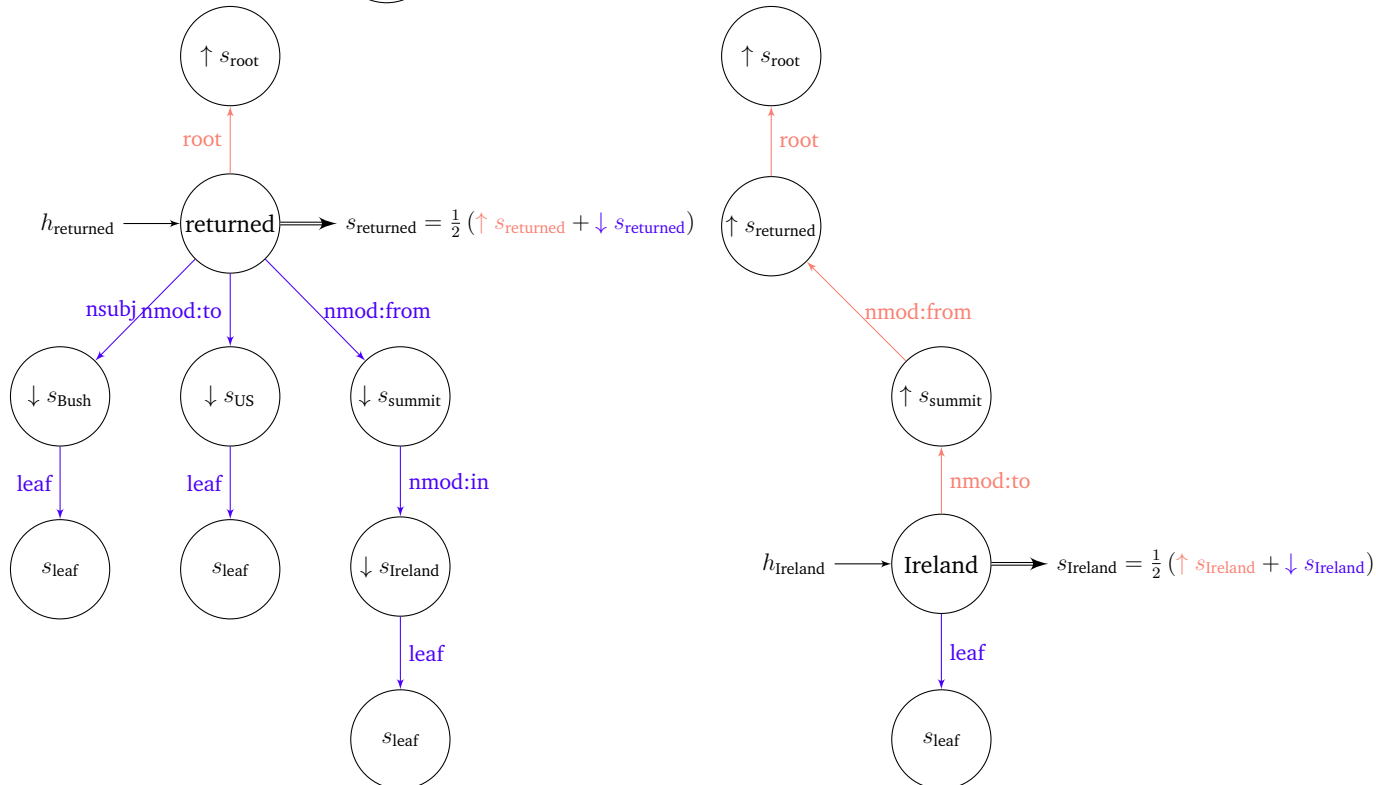 ↑ s_root
root
h_returned
returned
s_returned = 1/2 (↑ s_returned + ↓ s_returned)
nsubj
nmod:to
nmod:from
↓ s_Bush
↓ s_US
↓ s_summit
leaf
leaf
nmod:in
s_leaf
s_leaf
↓ s_Ireland
leaf
s_leaf
↑ s_root
root
↑ s_returned
nmod:from
↑ s_summit
nmod:to
h_Ireland
Ireland
s_Ireland = 1/2 (↑ s_Ireland + ↓ s_Ireland)
leaf
s_leaf